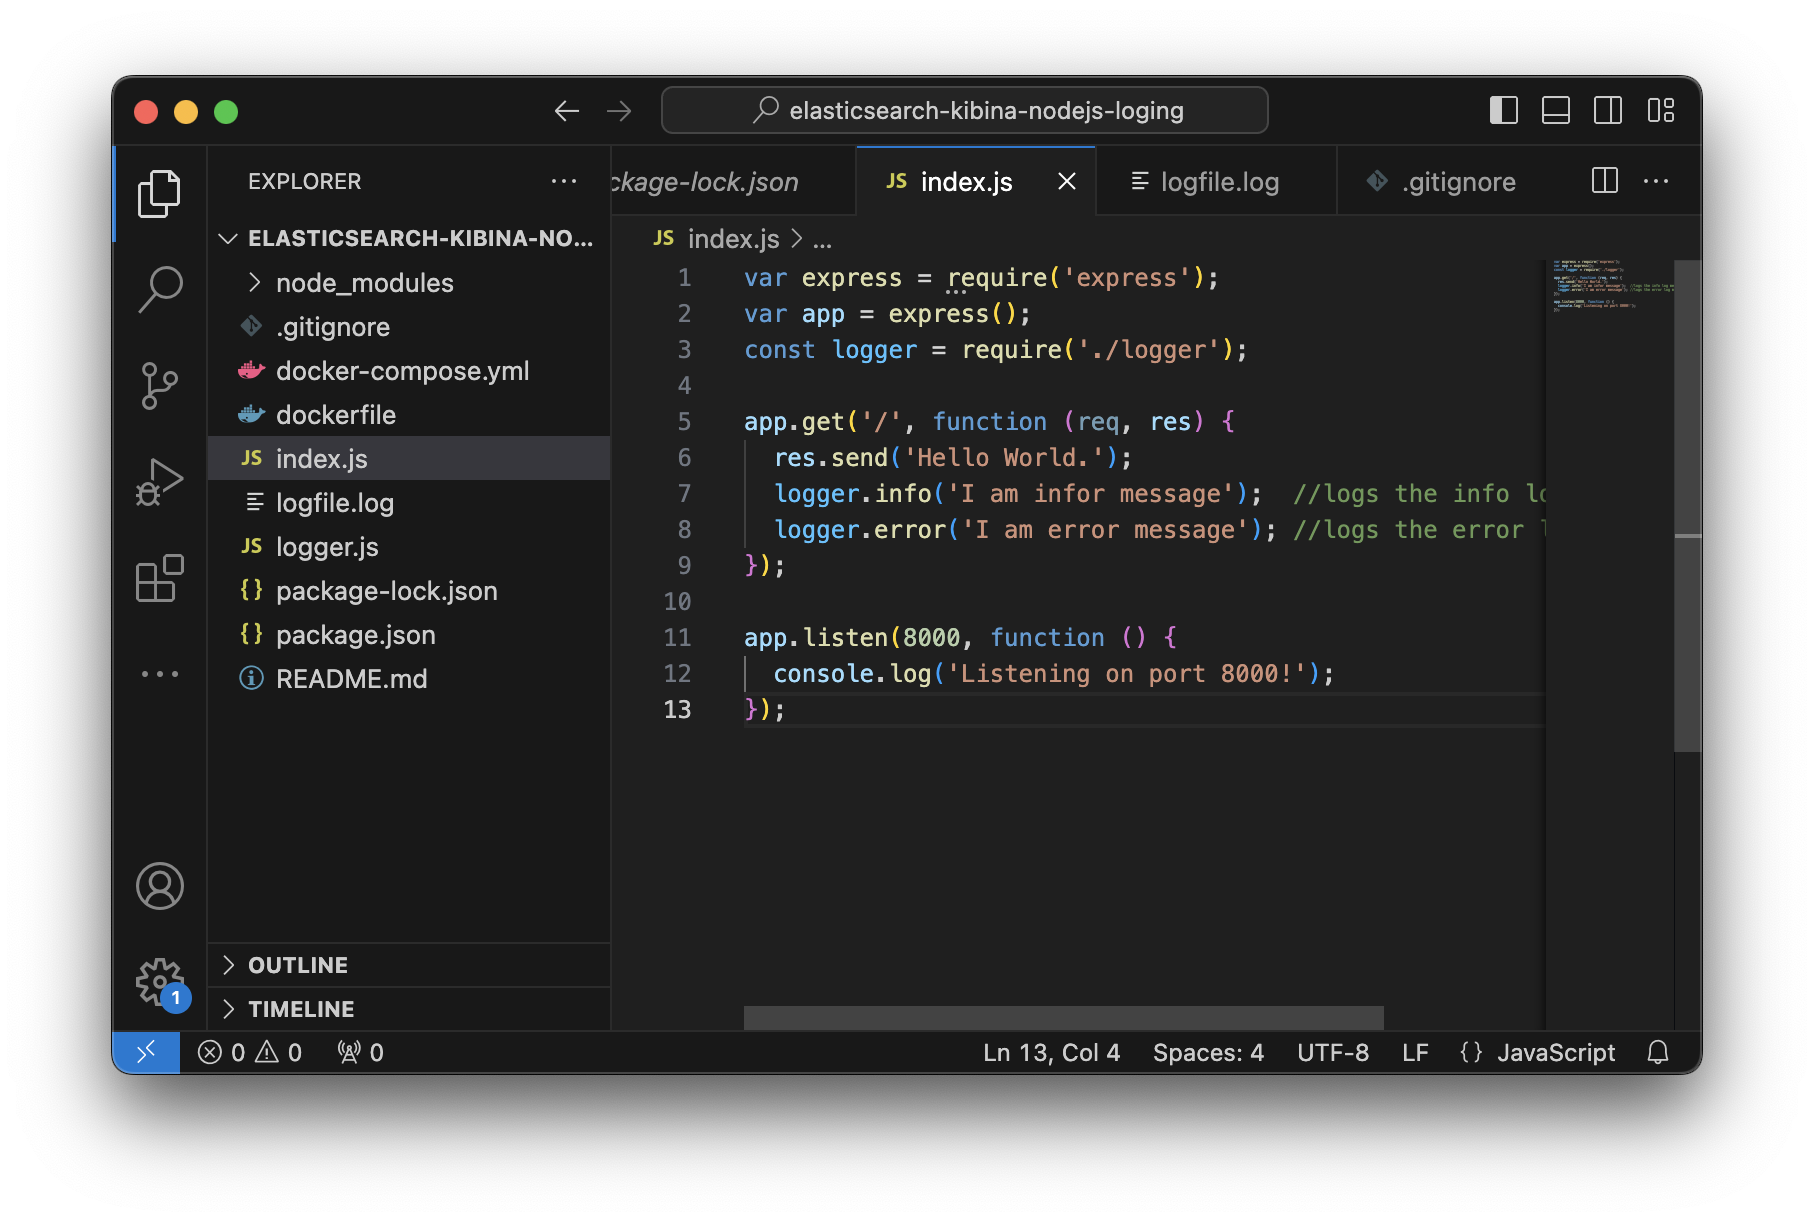 elasticsearch-kibina-nodejs-loging
EXPLORER
ckage-lock.json
JS index.js
logfile.log
.gitignore
ELASTICSEARCH-KIBINA-NO...
node_modules
.gitignore
docker-compose.yml
dockerfile
JS index.js
logfile.log
JS logger.js
{} package-lock.json
{} package.json
README.md
OUTLINE
TIMELINE
JS index.js > ...
1 var express = require('express');
2 var app = express();
3 const logger = require('./logger');
4
5 app.get('/', function (req, res) {
6 res.send('Hello World.');
7 logger.info('I am infor message'); //logs the info lo
8 logger.error('I am error message'); //logs the error l
9 });
10
11 app.listen(8000, function () {
12 console.log('Listening on port 8000!');
13 });
1
0 0 0
Ln 13, Col 4 Spaces: 4 UTF-8 LF {} JavaScript